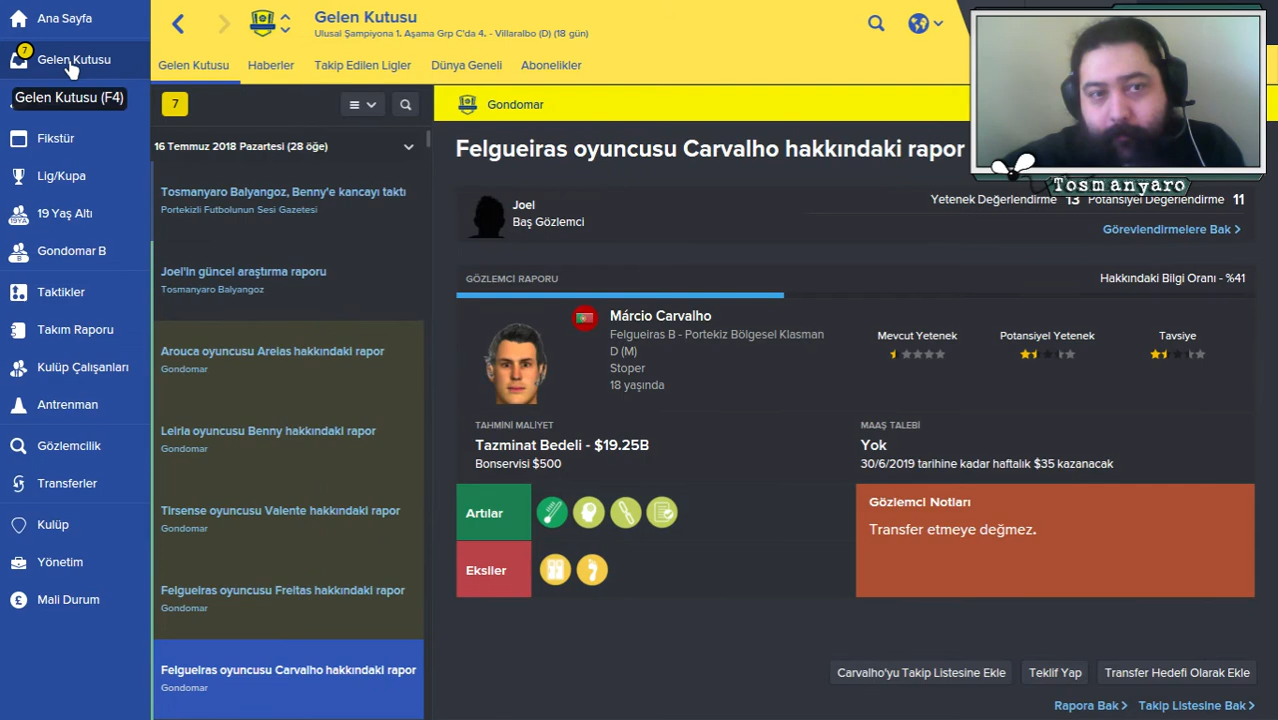 Ana Sayfa
7
Gelen Kutusu
Gelen Kutusu (F4)
Fikstür
Lig/Kupa
19 Yaş Altı
Gondomar B
Taktikler
Takım Raporu
Kulüp Çalışanları
Antrenman
Gözlemcilik
Transferler
Kulüp
Yönetim
Mali Durum
Gelen Kutusu
Ulusal Şampiyona 1. Aşama Grp C'da 4. - Villaralbo (D) (18 gün)
Gelen Kutusu
Haberler
Takip Edilen Ligler
Dünya Geneli
Abonelikler
7
16 Temmuz 2018 Pazartesi (28 öğe)
Tosmanyaro Balyangoz, Benny'e kancayı taktı
Portekizli Futbolunun Sesi Gazetesi
Joel'in güncel araştırma raporu
Tosmanyaro Balyangoz
Arouca oyuncusu Arelas hakkındaki rapor
Gondomar
Leiria oyuncusu Benny hakkındaki rapor
Gondomar
Tirsense oyuncusu Valente hakkındaki rapor
Gondomar
Felgueiras oyuncusu Freitas hakkındaki rapor
Gondomar
Felgueiras oyuncusu Carvalho hakkındaki rapor
Gondomar
Gondomar
Felgueiras oyuncusu Carvalho hakkındaki rapor
Tosmanyaro
Joel
Baş Gözlemci
Yetenek Değerlendirme 13 Potansiyel Değerlendirme 11
Görevlendirmelere Bak >
GÖZLEMCİ RAPORU
Hakkındaki Bilgi Oranı - %41
Márcio Carvalho
Felgueiras B - Portekiz Bölgesel Klasman
D (M)
Stoper
18 yaşında
Mevcut Yetenek
Potansiyel Yetenek
Tavsiye
TAHMİNİ MALİYET
Tazminat Bedeli - $19.25B
Bonservisi $500
MAAŞ TALEBİ
Yok
30/6/2019 tarihine kadar haftalık $35 kazanacak
Artılar
Eksiler
Gözlemci Notları
Transfer etmeye değmez.
Carvalho'yu Takip Listesine Ekle
Teklif Yap
Transfer Hedefi Olarak Ekle
Rapora Bak >
Takip Listesine Bak >